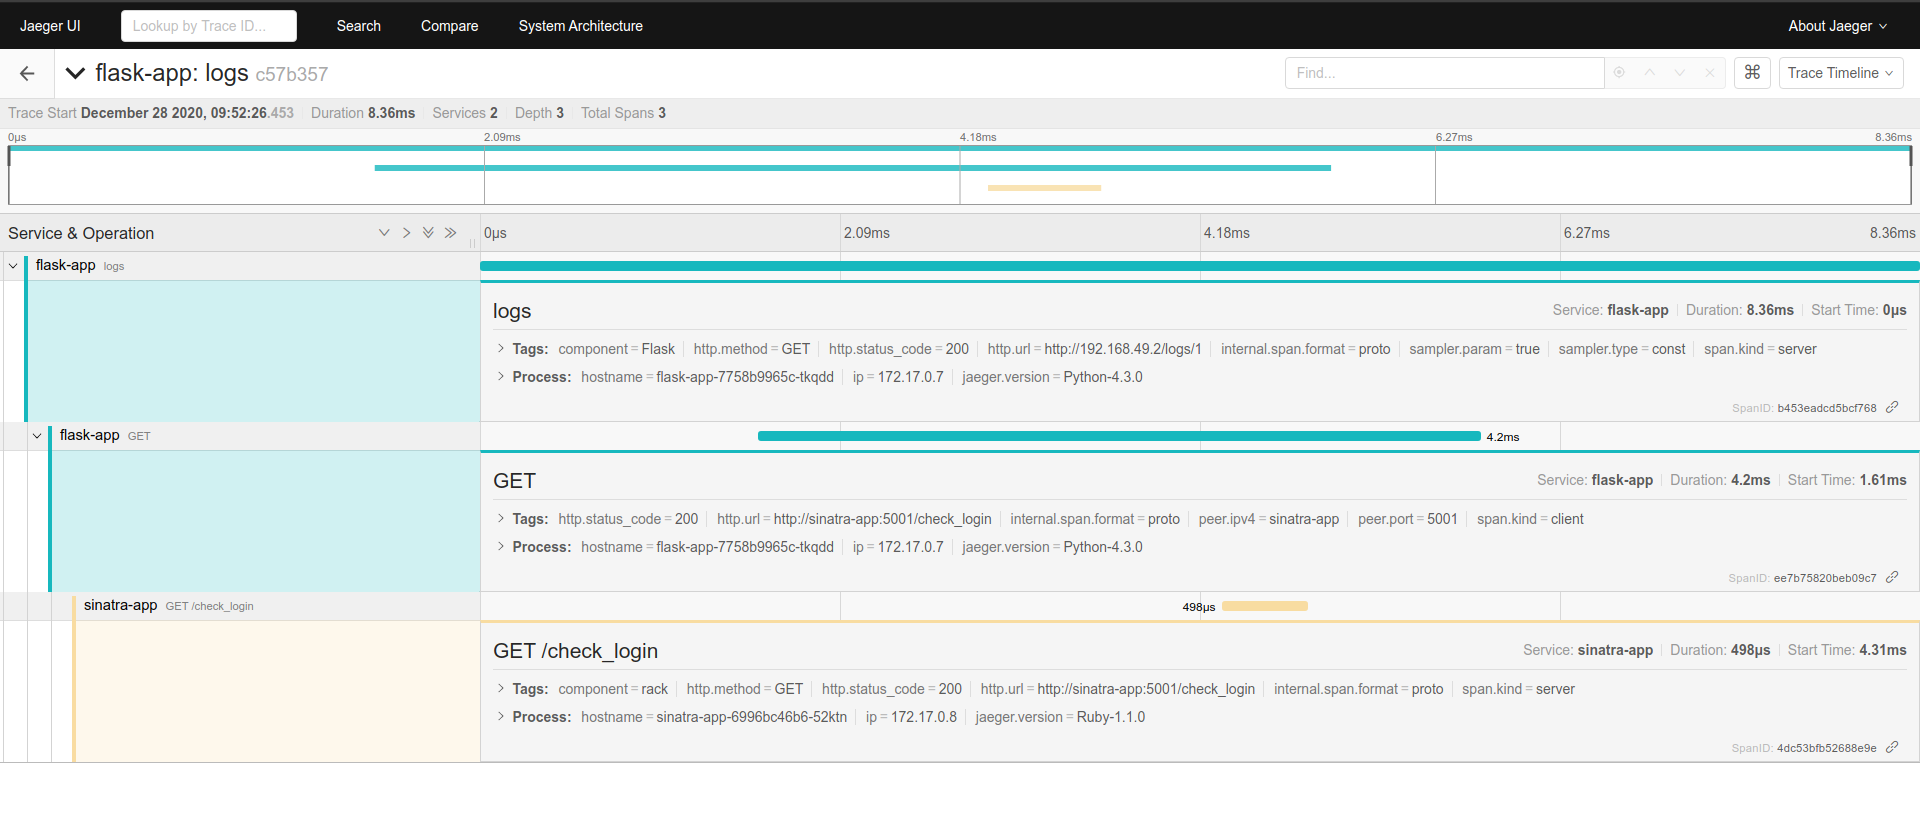 Jaeger UI Lookup by Trace ID... Search Compare System Architecture About Jaeger
flask-app: logs c57b357 Find... ⌘ Trace Timeline
Trace Start December 28 2020, 09:52:26.453 Duration 8.36ms Services 2 Depth 3 Total Spans 3
0μs 2.09ms 4.18ms 6.27ms 8.36ms
Service & Operation 0μs 2.09ms 4.18ms 6.27ms 8.36ms
flask-app logs
logs Service: flask-app Duration: 8.36ms Start Time: 0μs
Tags: component = Flask http.method = GET http.status_code = 200 http.url = http://192.168.49.2/logs/1 internal.span.format = proto sampler.param = true sampler.type = const span.kind = server
Process: hostname = flask-app-7758b9965c-tkqdd ip = 172.17.0.7 jaeger.version = Python-4.3.0
SpanID: b453eadcd5bcf768
flask-app GET 4.2ms
GET Service: flask-app Duration: 4.2ms Start Time: 1.61ms
Tags: http.status_code = 200 http.url = http://sinatra-app:5001/check_login internal.span.format = proto peer.ipv4 = sinatra-app peer.port = 5001 span.kind = client
Process: hostname = flask-app-7758b9965c-tkqdd ip = 172.17.0.7 jaeger.version = Python-4.3.0
SpanID: ee7b75820beb09c7
sinatra-app GET /check_login 498μs
GET /check_login Service: sinatra-app Duration: 498μs Start Time: 4.31ms
Tags: component = rack http.method = GET http.status_code = 200 http.url = http://sinatra-app:5001/check_login internal.span.format = proto span.kind = server
Process: hostname = sinatra-app-6996bc46b6-52ktn ip = 172.17.0.8 jaeger.version = Ruby-1.1.0
SpanID: 4dc53bfb52688e9e